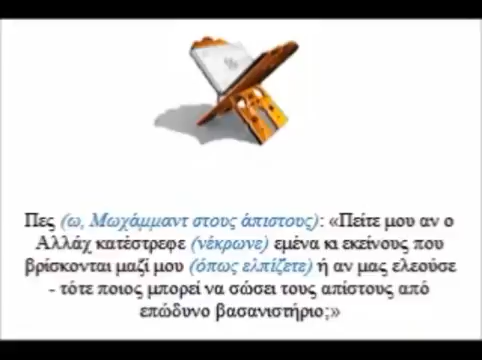 Πες (ω, Μωχάμμαντ στους άπιστους): «Πείτε μου αν ο
Αλλάχ κατέστρεφε (νέκρωνε) εμένα κι εκείνους που
βρίσκονται μαζί μου (όπως ελπίζετε) ή αν μας ελεούσε
- τότε ποιος μπορεί να σώσει τους απίστους από
επώδυνο βασανιστήριο;»